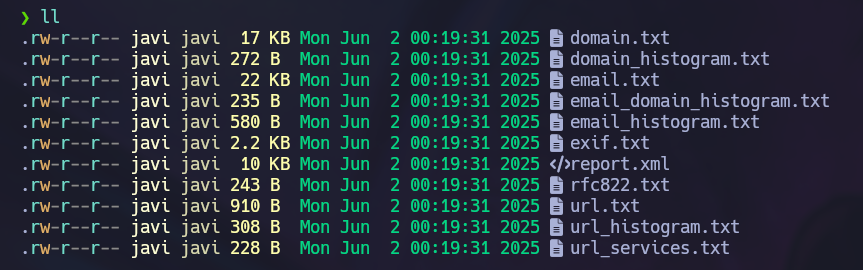 ❯ ll
.rw-r--r-- javi javi  17 KB Mon Jun  2 00:19:31 2025 domain.txt
.rw-r--r-- javi javi 272 B  Mon Jun  2 00:19:31 2025 domain_histogram.txt
.rw-r--r-- javi javi  22 KB Mon Jun  2 00:19:31 2025 email.txt
.rw-r--r-- javi javi 235 B  Mon Jun  2 00:19:31 2025 email_domain_histogram.txt
.rw-r--r-- javi javi 580 B  Mon Jun  2 00:19:31 2025 email_histogram.txt
.rw-r--r-- javi javi 2.2 KB Mon Jun  2 00:19:31 2025 exif.txt
.rw-r--r-- javi javi  10 KB Mon Jun  2 00:19:31 2025 </>report.xml
.rw-r--r-- javi javi 243 B  Mon Jun  2 00:19:31 2025 rfc822.txt
.rw-r--r-- javi javi 910 B  Mon Jun  2 00:19:31 2025 url.txt
.rw-r--r-- javi javi 308 B  Mon Jun  2 00:19:31 2025 url_histogram.txt
.rw-r--r-- javi javi 228 B  Mon Jun  2 00:19:31 2025 url_services.txt